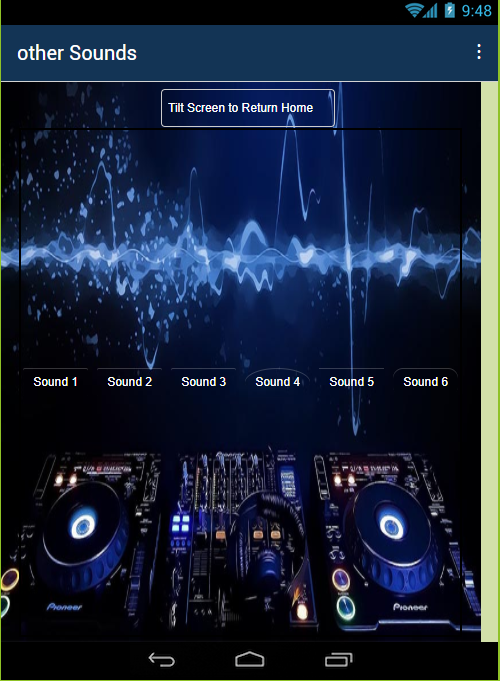 9:48
other Sounds
Tilt Screen to Return Home
Sound 1 Sound 2 Sound 3 Sound 4 Sound 5 Sound 6
Pioneer
Pioneer Pioneer